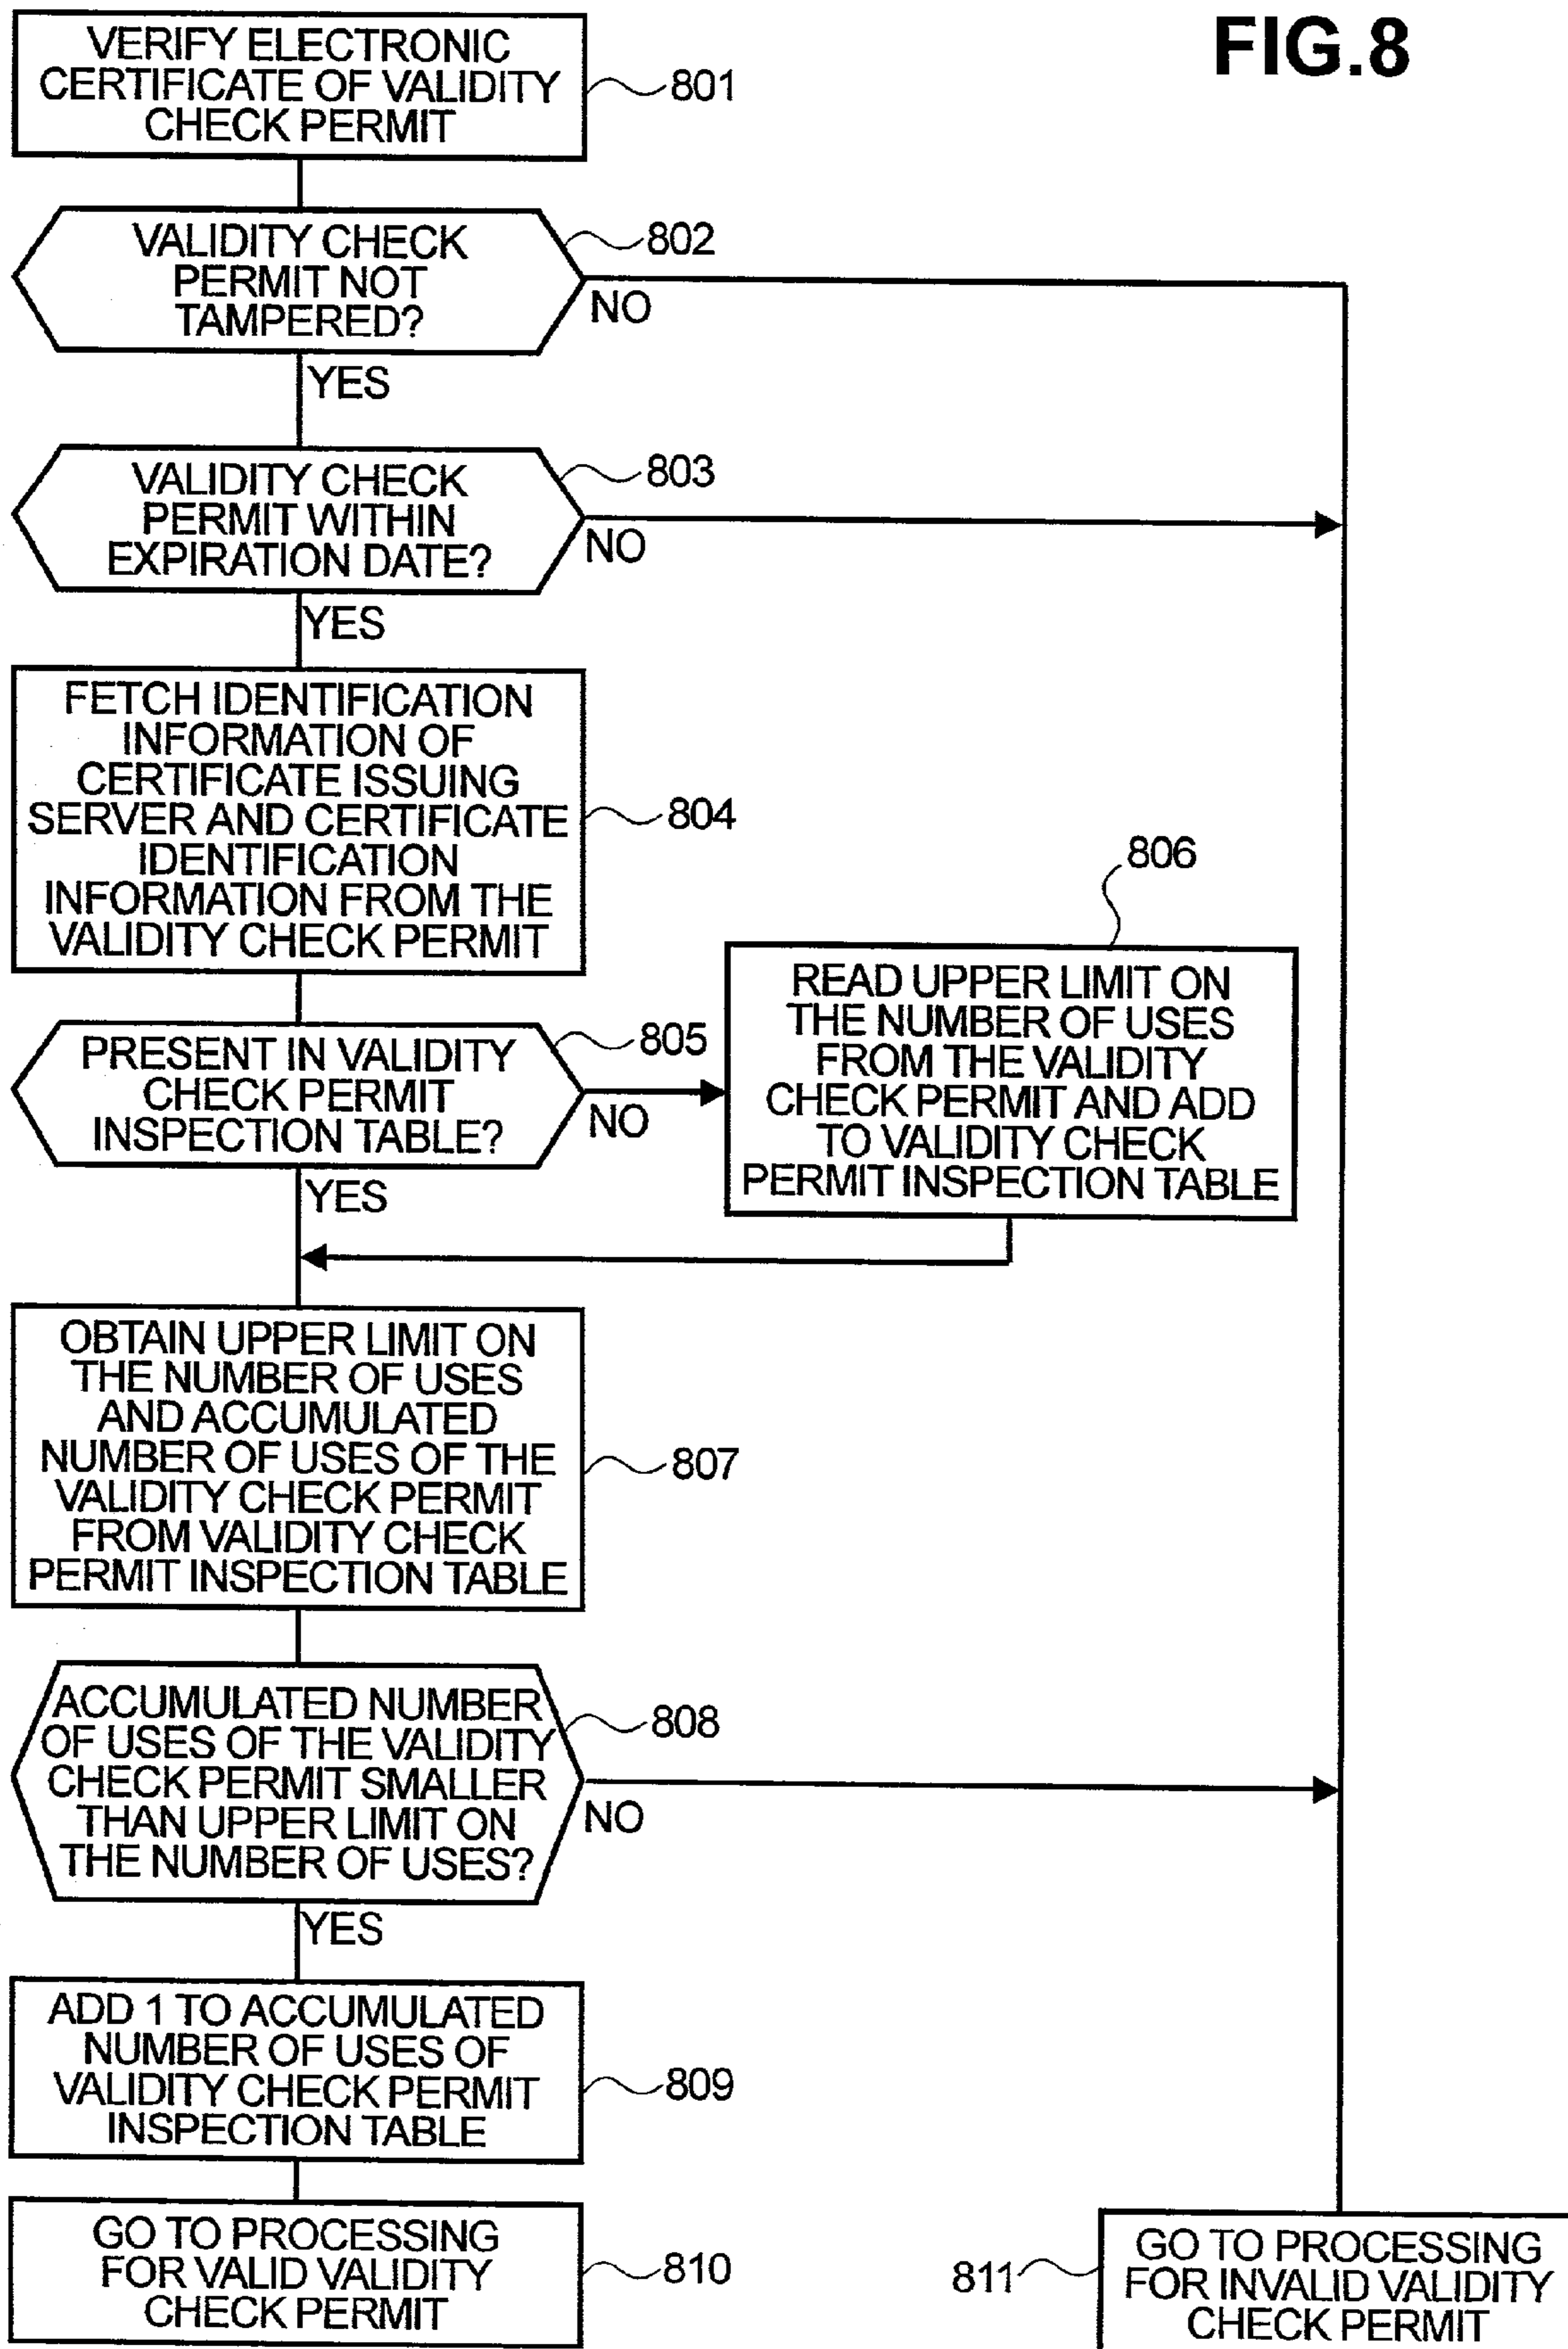 FIG.8
VERIFY ELECTRONIC
CERTIFICATE OF VALIDITY
CHECK PERMIT
801
VALIDITY CHECK
PERMIT NOT
TAMPERED?
802
NO
YES
VALIDITY CHECK
PERMIT WITHIN
EXPIRATION DATE?
803
NO
YES
FETCH IDENTIFICATION
INFORMATION OF
CERTIFICATE ISSUING
SERVER AND CERTIFICATE
IDENTIFICATION
INFORMATION FROM THE
VALIDITY CHECK PERMIT
804
PRESENT IN VALIDITY
CHECK PERMIT
INSPECTION TABLE?
805
NO
YES
806
READ UPPER LIMIT ON
THE NUMBER OF USES
FROM THE VALIDITY
CHECK PERMIT AND ADD
TO VALIDITY CHECK
PERMIT INSPECTION TABLE
OBTAIN UPPER LIMIT ON
THE NUMBER OF USES
AND ACCUMULATED
NUMBER OF USES OF THE
VALIDITY CHECK PERMIT
FROM VALIDITY CHECK
PERMIT INSPECTION TABLE
807
ACCUMULATED NUMBER
OF USES OF THE VALIDITY
CHECK PERMIT SMALLER
THAN UPPER LIMIT ON
THE NUMBER OF USES?
808
NO
YES
ADD 1 TO ACCUMULATED
NUMBER OF USES OF
VALIDITY CHECK PERMIT
INSPECTION TABLE
809
GO TO PROCESSING
FOR VALID VALIDITY
CHECK PERMIT
810
811
GO TO PROCESSING
FOR INVALID VALIDITY
CHECK PERMIT